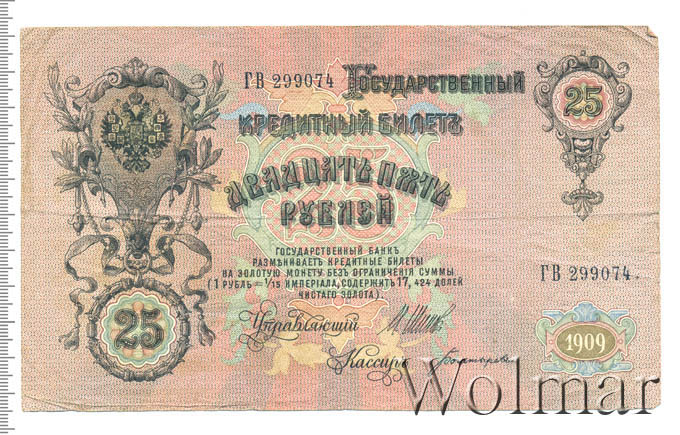 ГВ 299074 ГОСУДАРСТВЕННЫЙ
КРЕДИТНЫЙ БИЛЕТЪ
25
ДВАДЦАТЬ ПЯТЬ
РУБЛЕЙ
25
ГОСУДАРСТВЕННЫЙ БАНКЪ
РАЗМѢНИВАЕТЪ КРЕДИТНЫЕ БИЛЕТЫ
НА ЗОЛОТУЮ МОНЕТУ БЕЗЪ ОГРАНИЧЕНІЯ СУММЫ
(1 РУБЛЬ = 1/15 ИМПЕРІАЛА, СОДЕРЖИТЪ 17, 424 ДОЛЕЙ
ЧИСТАГО ЗОЛОТА.)
ГВ 299074.
25
Управляющій
1909
Кассиръ
Wolmar